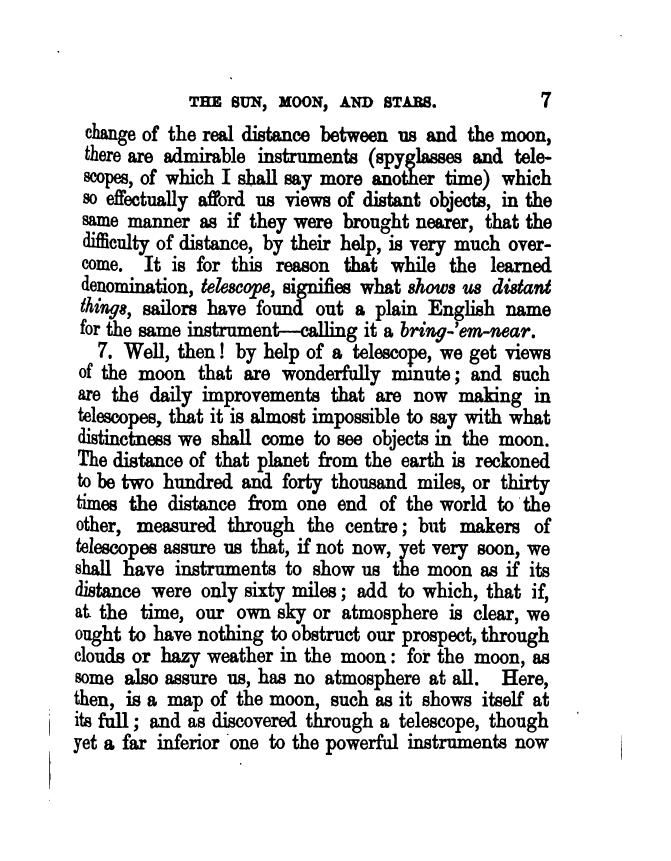 THE SUN, MOON, AND STARS. 7
change of the real distance between us and the moon,
there are admirable instruments (spyglasses and tele-
scopes, of which I shall say more another time) which
so effectually afford us views of distant objects, in the
same manner as if they were brought nearer, that the
difficulty of distance, by their help, is very much over-
come. It is for this reason that while the learned
denomination, telescope, signifies what shows us distant
things, sailors have found out a plain English name
for the same instrument—calling it a bring-'em-near.
7. Well, then! by help of a telescope, we get views
of the moon that are wonderfully minute; and such
are the daily improvements that are now making in
telescopes, that it is almost impossible to say with what
distinctness we shall come to see objects in the moon.
The distance of that planet from the earth is reckoned
to be two hundred and forty thousand miles, or thirty
times the distance from one end of the world to the
other, measured through the centre; but makers of
telescopes assure us that, if not now, yet very soon, we
shall have instruments to show us the moon as if its
distance were only sixty miles; add to which, that if,
at the time, our own sky or atmosphere is clear, we
ought to have nothing to obstruct our prospect, through
clouds or hazy weather in the moon: for the moon, as
some also assure us, has no atmosphere at all. Here,
then, is a map of the moon, such as it shows itself at
its full; and as discovered through a telescope, though
yet a far inferior one to the powerful instruments now